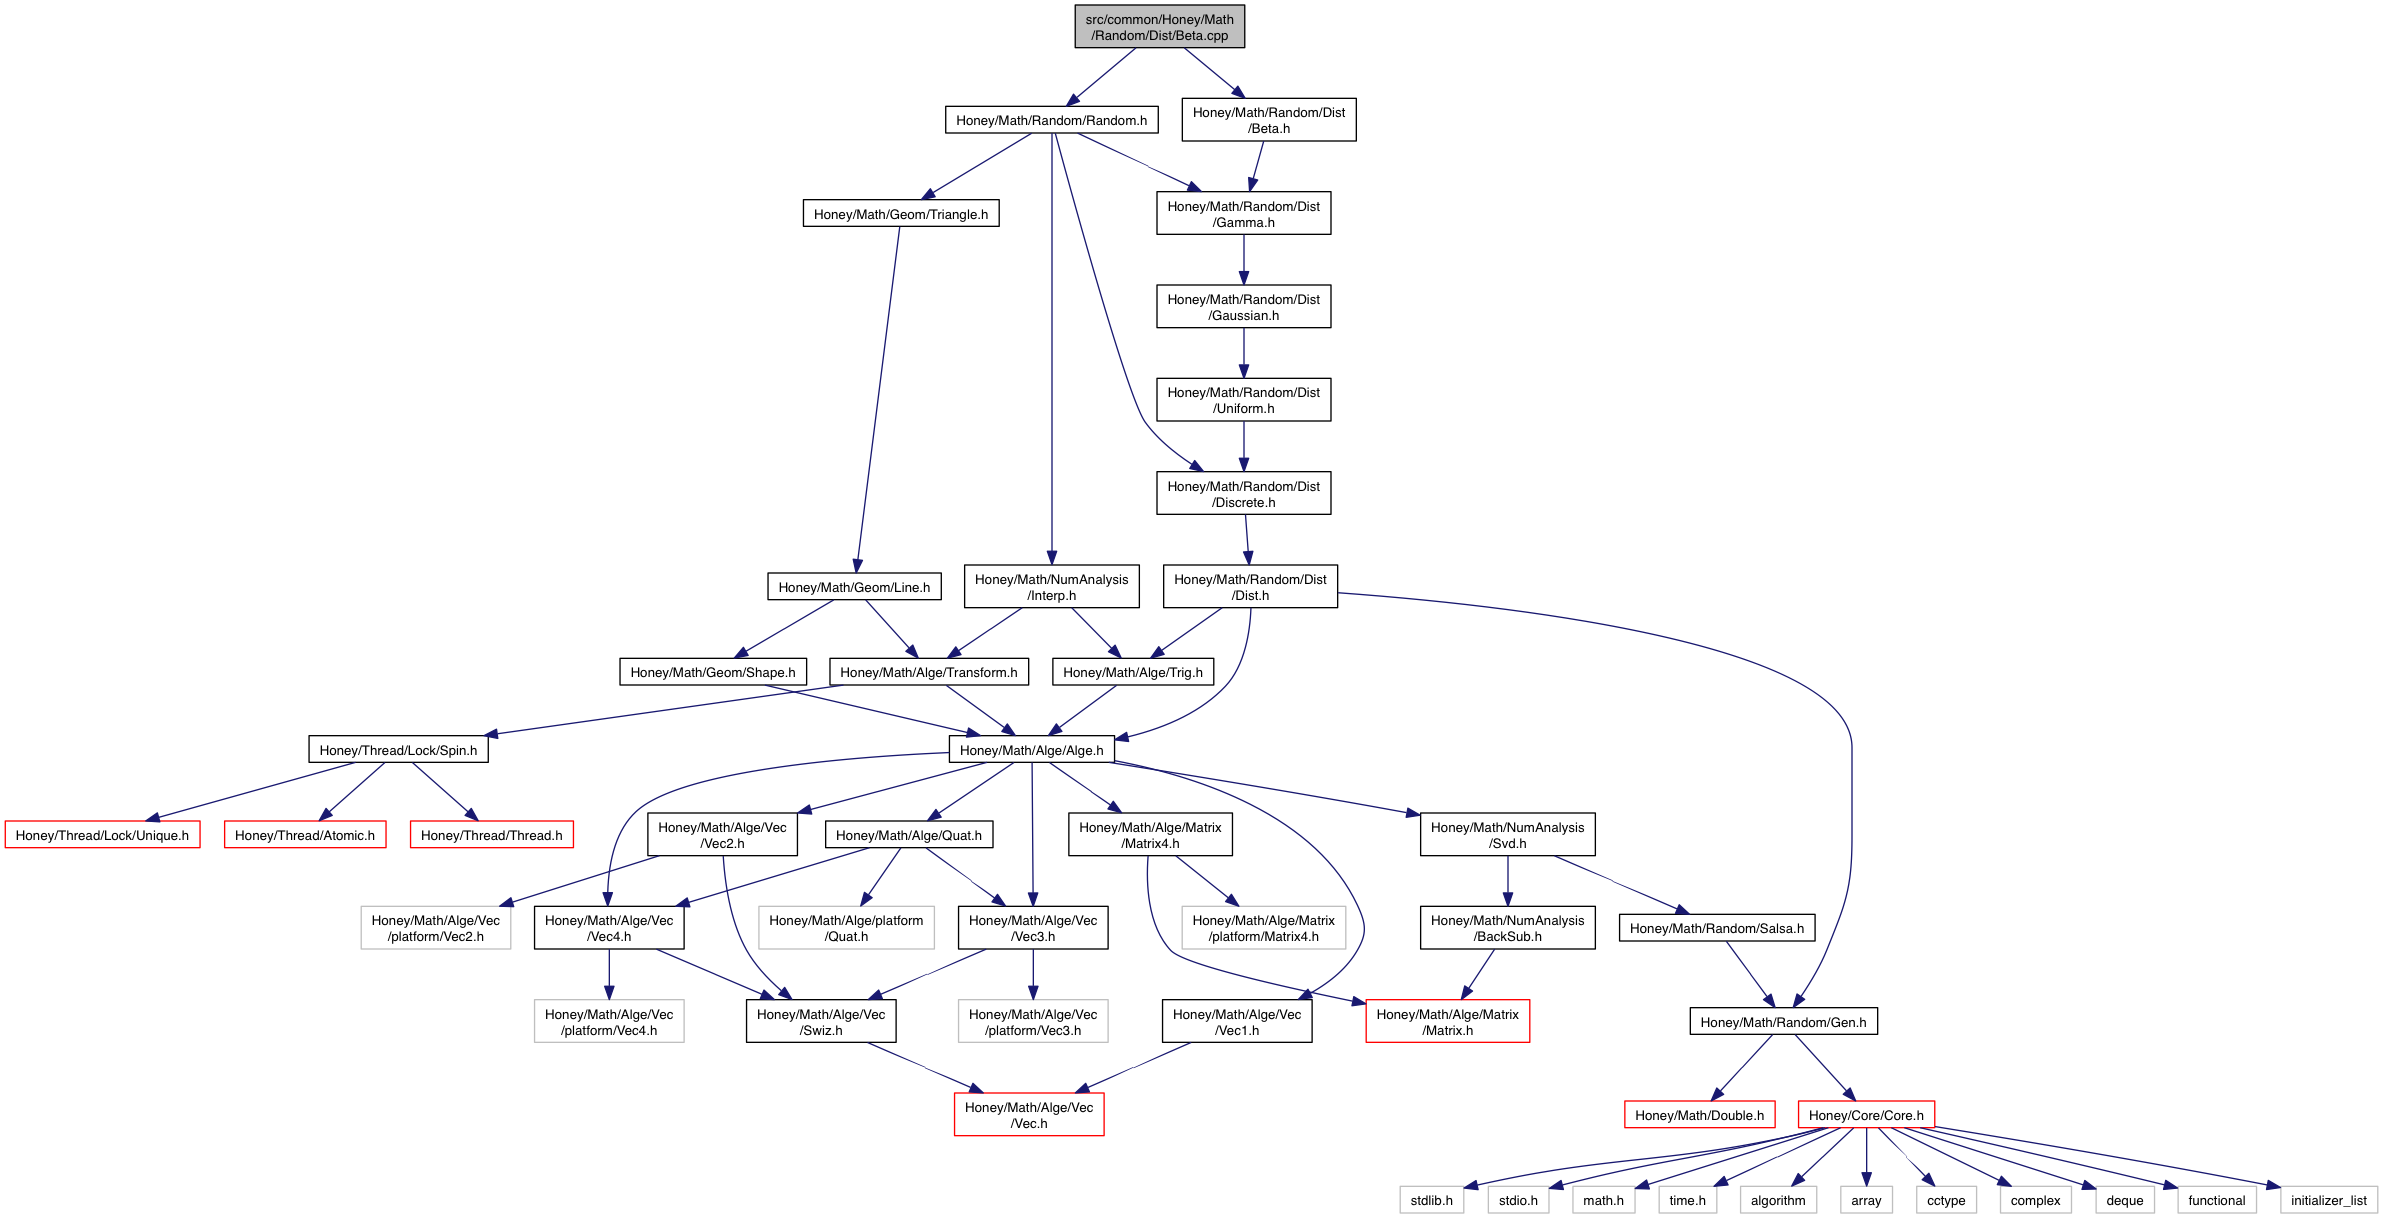 src/common/Honey/Math
/Random/Dist/Beta.cpp
Honey/Math/Random/Random.h
Honey/Math/Random/Dist
/Beta.h
Honey/Math/Geom/Triangle.h
Honey/Math/Random/Dist
/Gamma.h
Honey/Math/Random/Dist
/Gaussian.h
Honey/Math/Random/Dist
/Uniform.h
Honey/Math/Random/Dist
/Discrete.h
Honey/Math/Geom/Line.h
Honey/Math/NumAnalysis
/Interp.h
Honey/Math/Random/Dist
/Dist.h
Honey/Math/Geom/Shape.h
Honey/Math/Alge/Transform.h
Honey/Math/Alge/Trig.h
Honey/Thread/Lock/Spin.h
Honey/Math/Alge/Alge.h
Honey/Thread/Lock/Unique.h
Honey/Thread/Atomic.h
Honey/Thread/Thread.h
Honey/Math/Alge/Vec
/Vec2.h
Honey/Math/Alge/Quat.h
Honey/Math/Alge/Matrix
/Matrix4.h
Honey/Math/NumAnalysis
/Svd.h
Honey/Math/Alge/Vec
/platform/Vec2.h
Honey/Math/Alge/Vec
/Vec4.h
Honey/Math/Alge/platform
/Quat.h
Honey/Math/Alge/Vec
/Vec3.h
Honey/Math/Alge/Matrix
/platform/Matrix4.h
Honey/Math/NumAnalysis
/BackSub.h
Honey/Math/Random/Salsa.h
Honey/Math/Alge/Vec
/platform/Vec4.h
Honey/Math/Alge/Vec
/Swiz.h
Honey/Math/Alge/Vec
/platform/Vec3.h
Honey/Math/Alge/Vec
/Vec1.h
Honey/Math/Alge/Matrix
/Matrix.h
Honey/Math/Random/Gen.h
Honey/Math/Alge/Vec
/Vec.h
Honey/Math/Double.h
Honey/Core/Core.h
stdlib.h
stdio.h
math.h
time.h
algorithm
array
cctype
complex
deque
functional
initializer_list